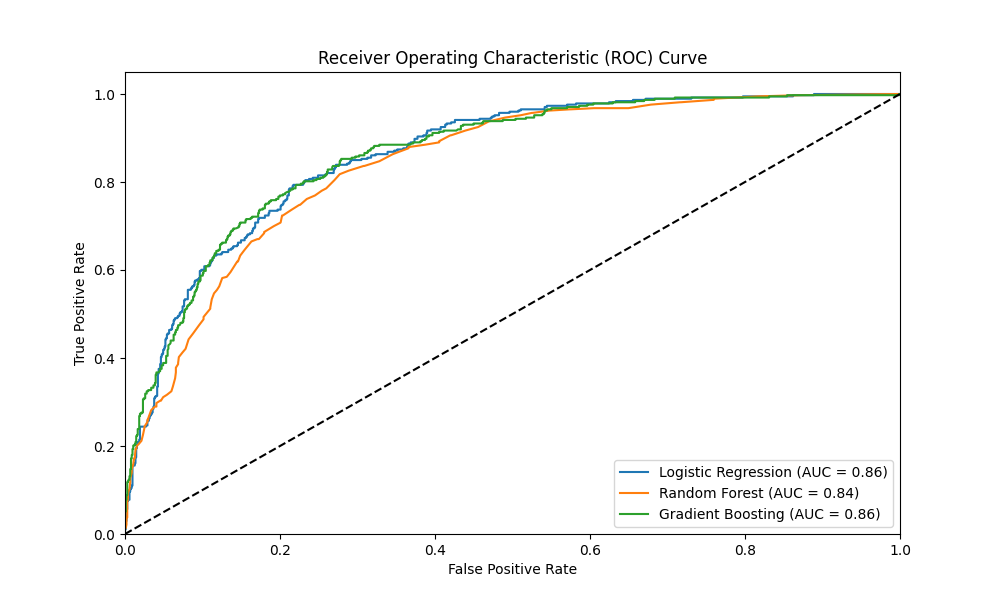 Receiver Operating Characteristic (ROC) Curve
True Positive Rate
1.0
0.8
0.6
0.4
0.2
0.0
0.0 0.2 0.4 0.6 0.8 1.0
False Positive Rate
Logistic Regression (AUC = 0.86)
Random Forest (AUC = 0.84)
Gradient Boosting (AUC = 0.86)